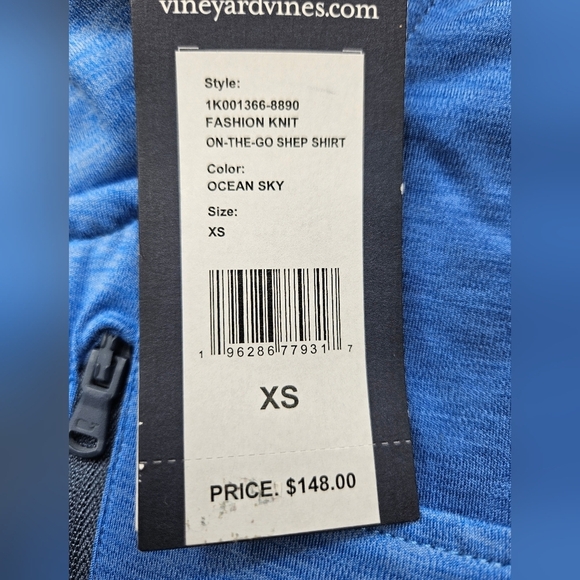 vineyardvines.com
Style:
1K001366-8890
FASHION KNIT
ON-THE-GO SHEP SHIRT
Color:
OCEAN SKY
Size:
XS
1 96286 77931 7
XS
PRICE: $148.00